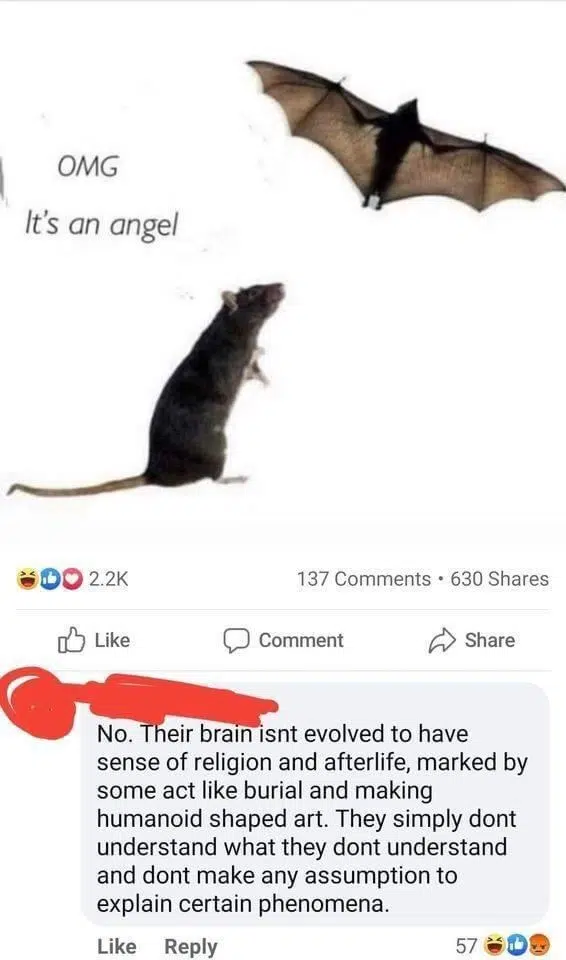 OMG
It's an angel
2.2K
137 Comments • 630 Shares
Like
Comment
Share
No. Their brain isnt evolved to have
sense of religion and afterlife, marked by
some act like burial and making
humanoid shaped art. They simply dont
understand what they dont understand
and dont make any assumption to
explain certain phenomena.
Like Reply
57